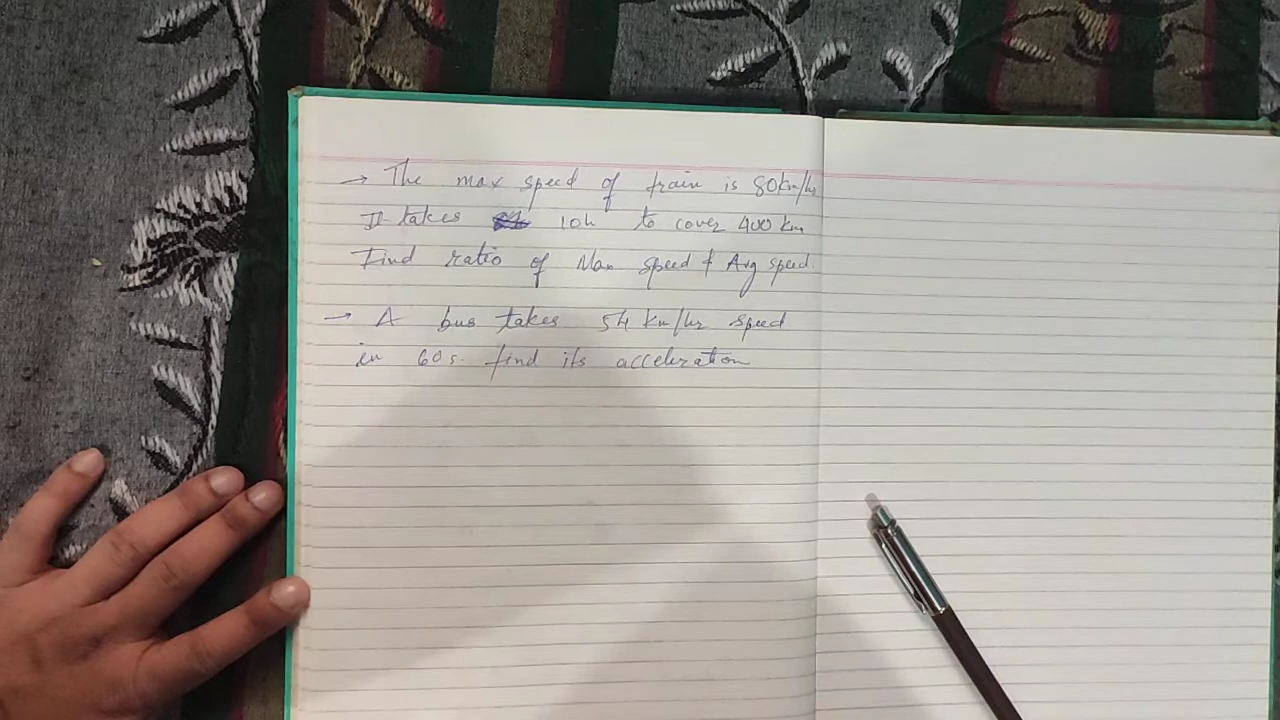 → The max speed of train is 80km/hr
It takes 10h to cover 400 km
Find ratio of Max speed & Avg speed.
→ A bus takes 54 km/hr speed
in 60s. find its acceleration